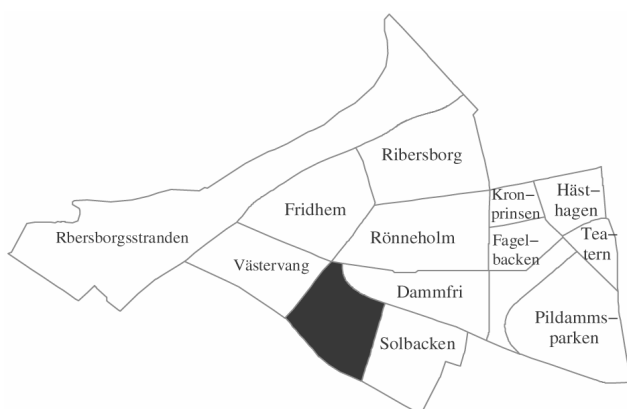 Ribersborg
Kron–
prinsen
Häst–
hagen
Fridhem
Rbersborgsstranden
Rönneholm
Fagel–
backen
Tea–
tern
Västervang
Dammfri
Pildamms–
parken
Solbacken